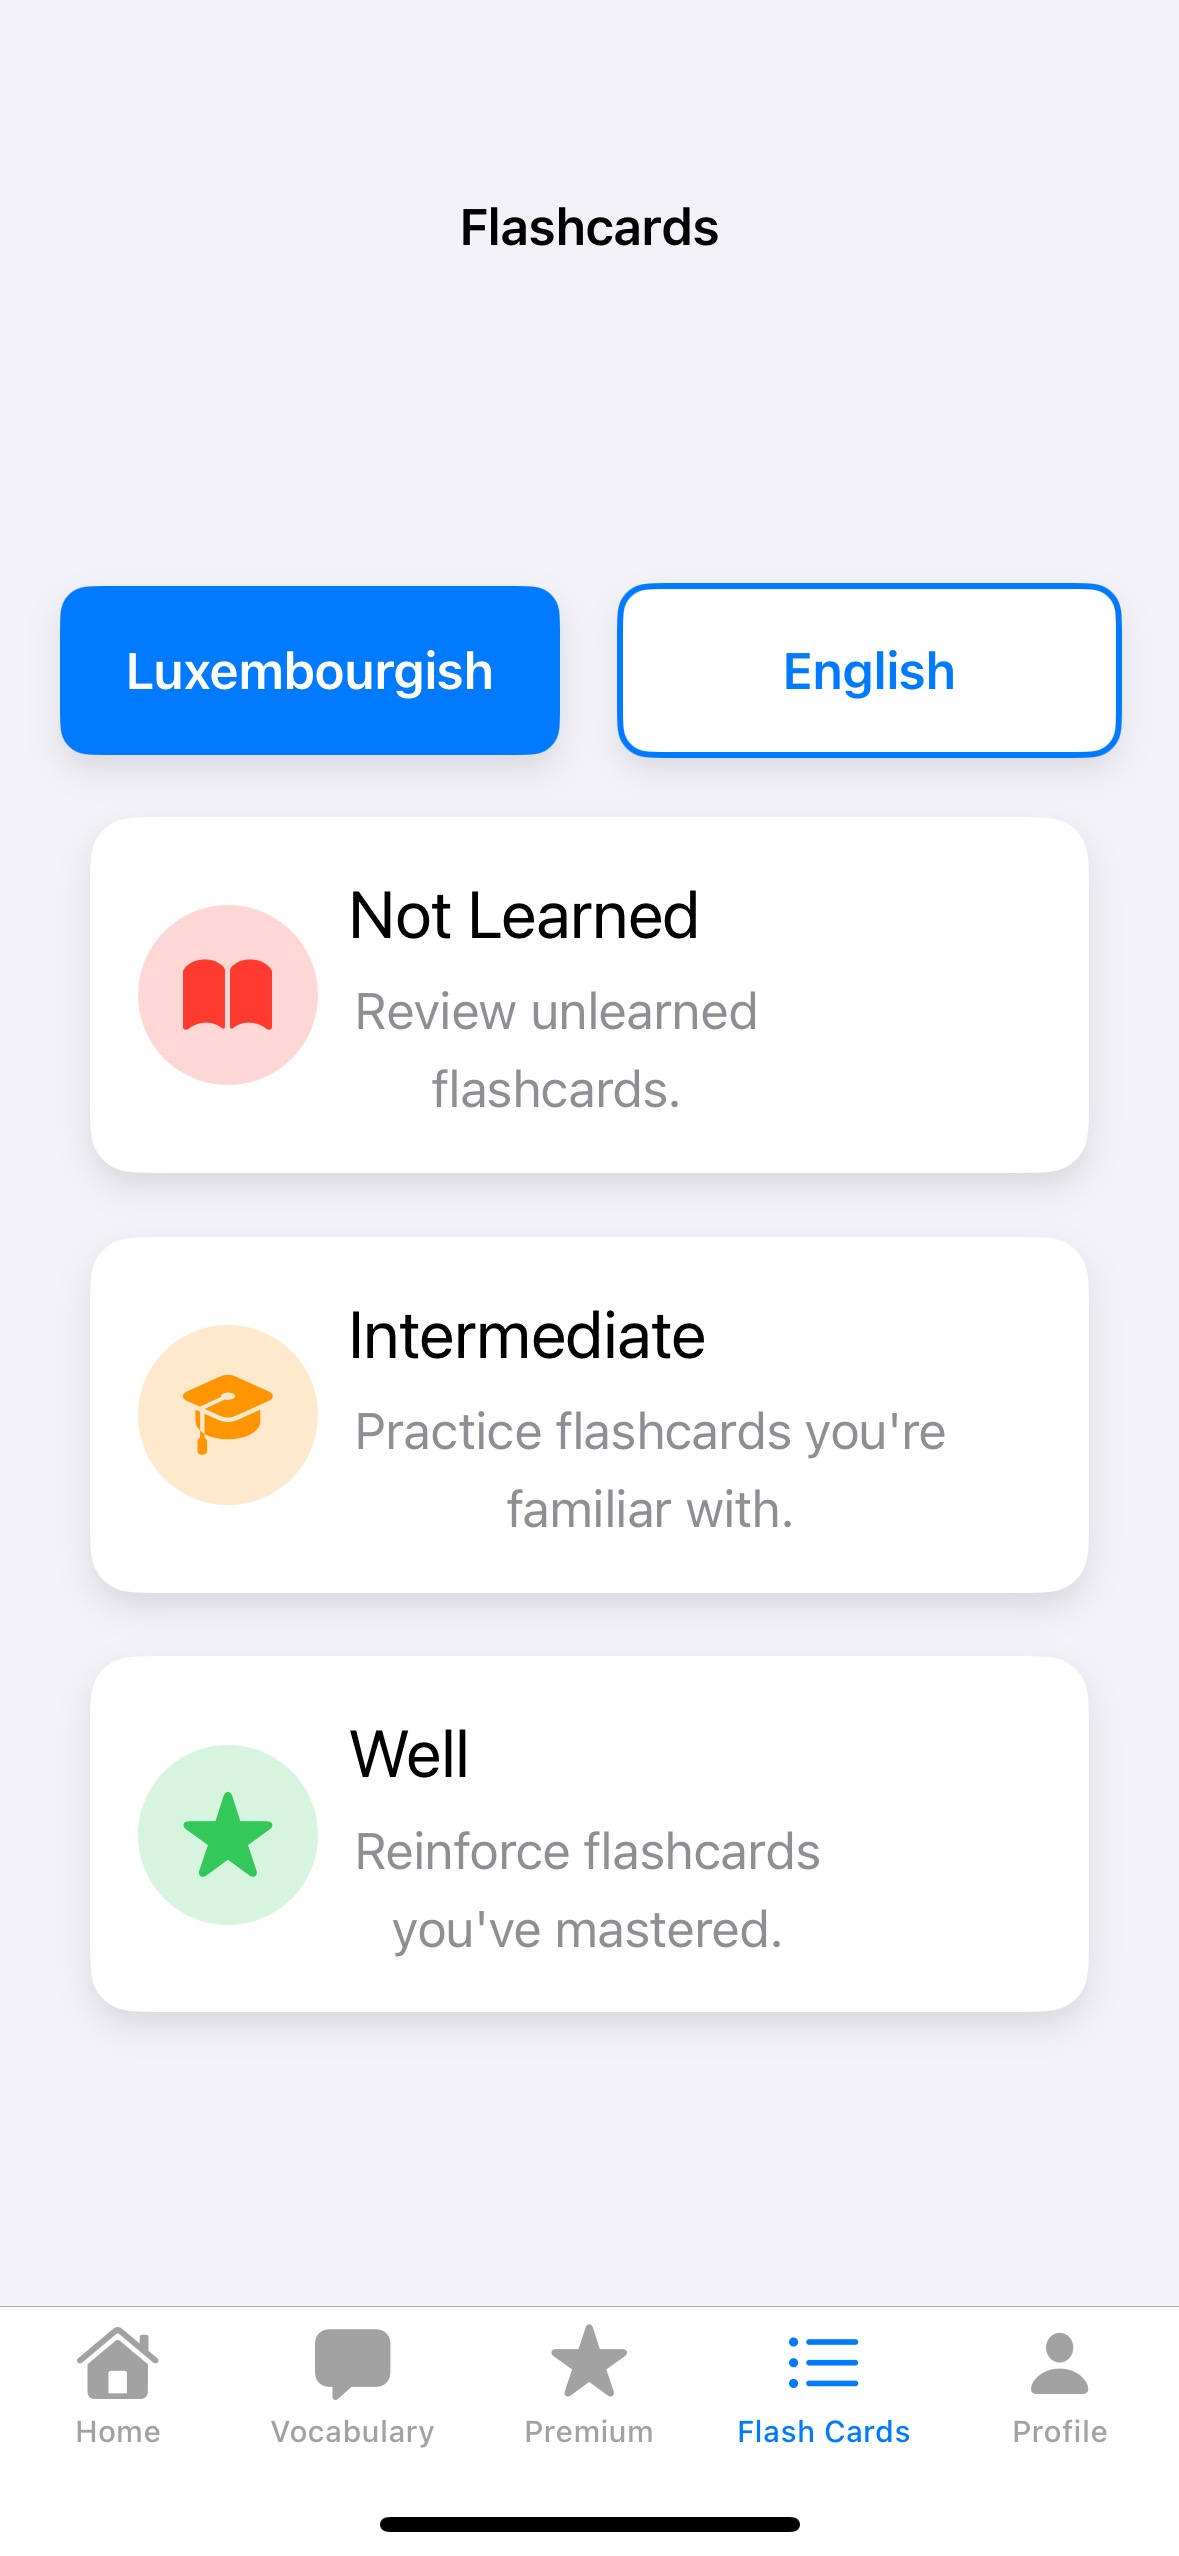 Flashcards
Luxembourgish
English
Not Learned
Review unlearned
flashcards.
Intermediate
Practice flashcards you're
familiar with.
Well
Reinforce flashcards
you've mastered.
Home
Vocabulary
Premium
Flash Cards
Profile